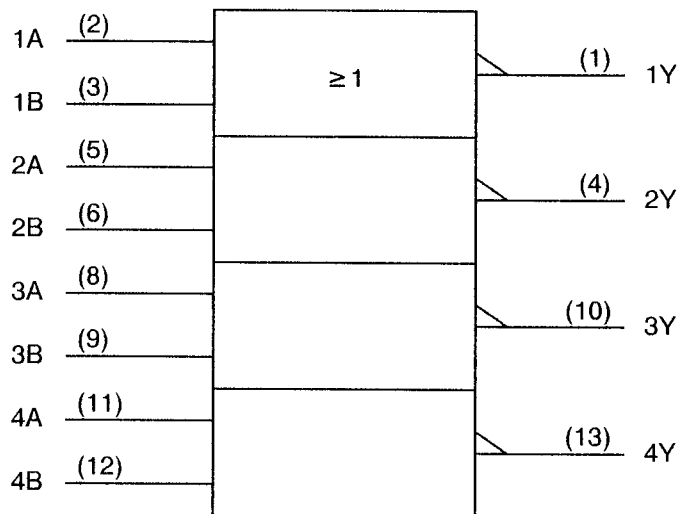 1A (2)
1B (3)
2A (5)
2B (6)
3A (8)
3B (9)
4A (11)
4B (12)
≥ 1
(1) 1Y
(4) 2Y
(10) 3Y
(13) 4Y